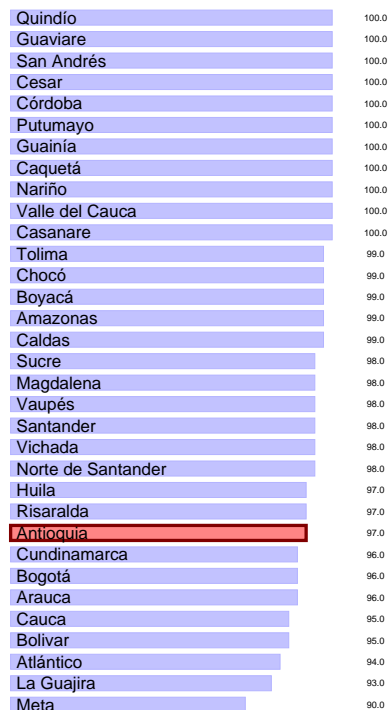 Quindío 100.0
Guaviare 100.0
San Andrés 100.0
Cesar 100.0
Córdoba 100.0
Putumayo 100.0
Guainía 100.0
Caquetá 100.0
Nariño 100.0
Valle del Cauca 100.0
Casanare 100.0
Tolima 99.0
Chocó 99.0
Boyacá 99.0
Amazonas 99.0
Caldas 99.0
Sucre 98.0
Magdalena 98.0
Vaupés 98.0
Santander 98.0
Vichada 98.0
Norte de Santander 98.0
Huila 97.0
Risaralda 97.0
Antioquia 97.0
Cundinamarca 96.0
Bogotá 96.0
Arauca 96.0
Cauca 95.0
Bolivar 95.0
Atlántico 94.0
La Guajira 93.0
Meta 90.0